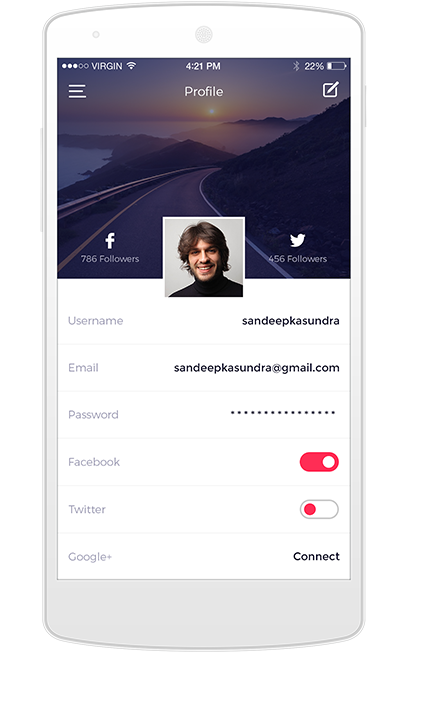 VIRGIN 4:21 PM 22%
Profile
786 Followers 456 Followers
Username sandeepkasundra
Email sandeepkasundra@gmail.com
Password ••••••••••••••••
Facebook
Twitter
Google+ Connect